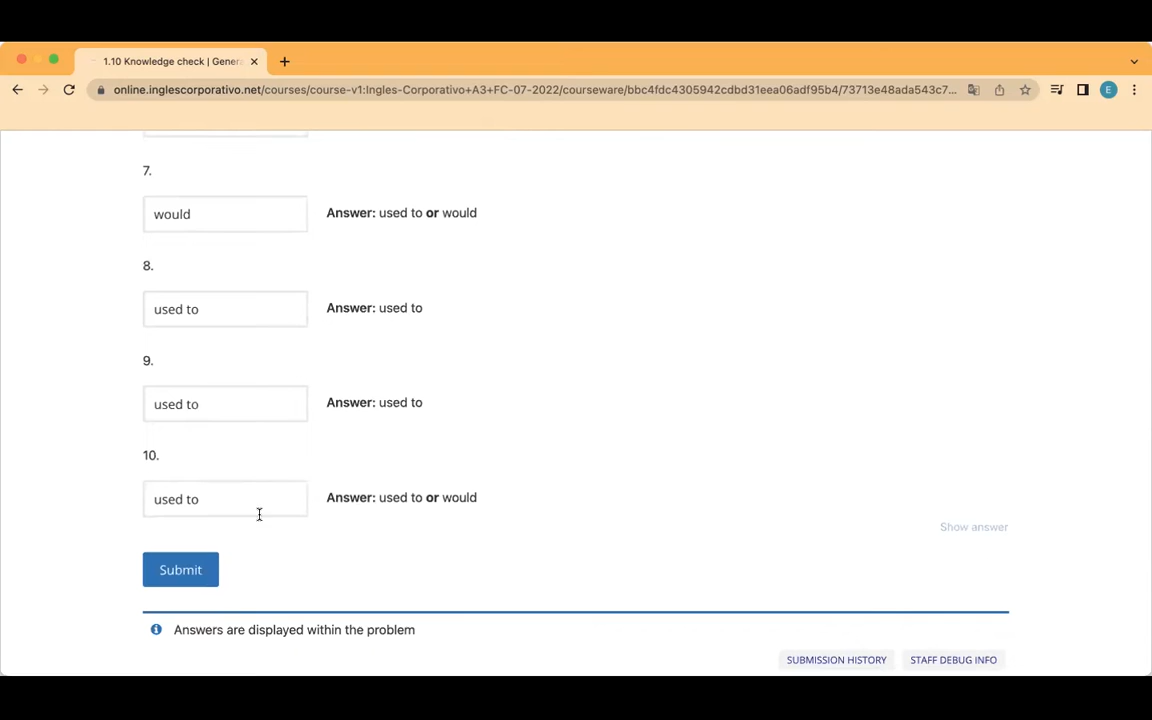 1.10 Knowledge check | Genera
online.inglescorporativo.net/courses/course-v1:Ingles-Corporativo+A3+FC-07-2022/courseware/bbc4fdc4305942cdbd31eea06adf95b4/73713e48ada543c7...
E
7.
would
Answer: used to or would
8.
used to
Answer: used to
9.
used to
Answer: used to
10.
used to
Answer: used to or would
Show answer
Submit
Answers are displayed within the problem
SUBMISSION HISTORY
STAFF DEBUG INFO